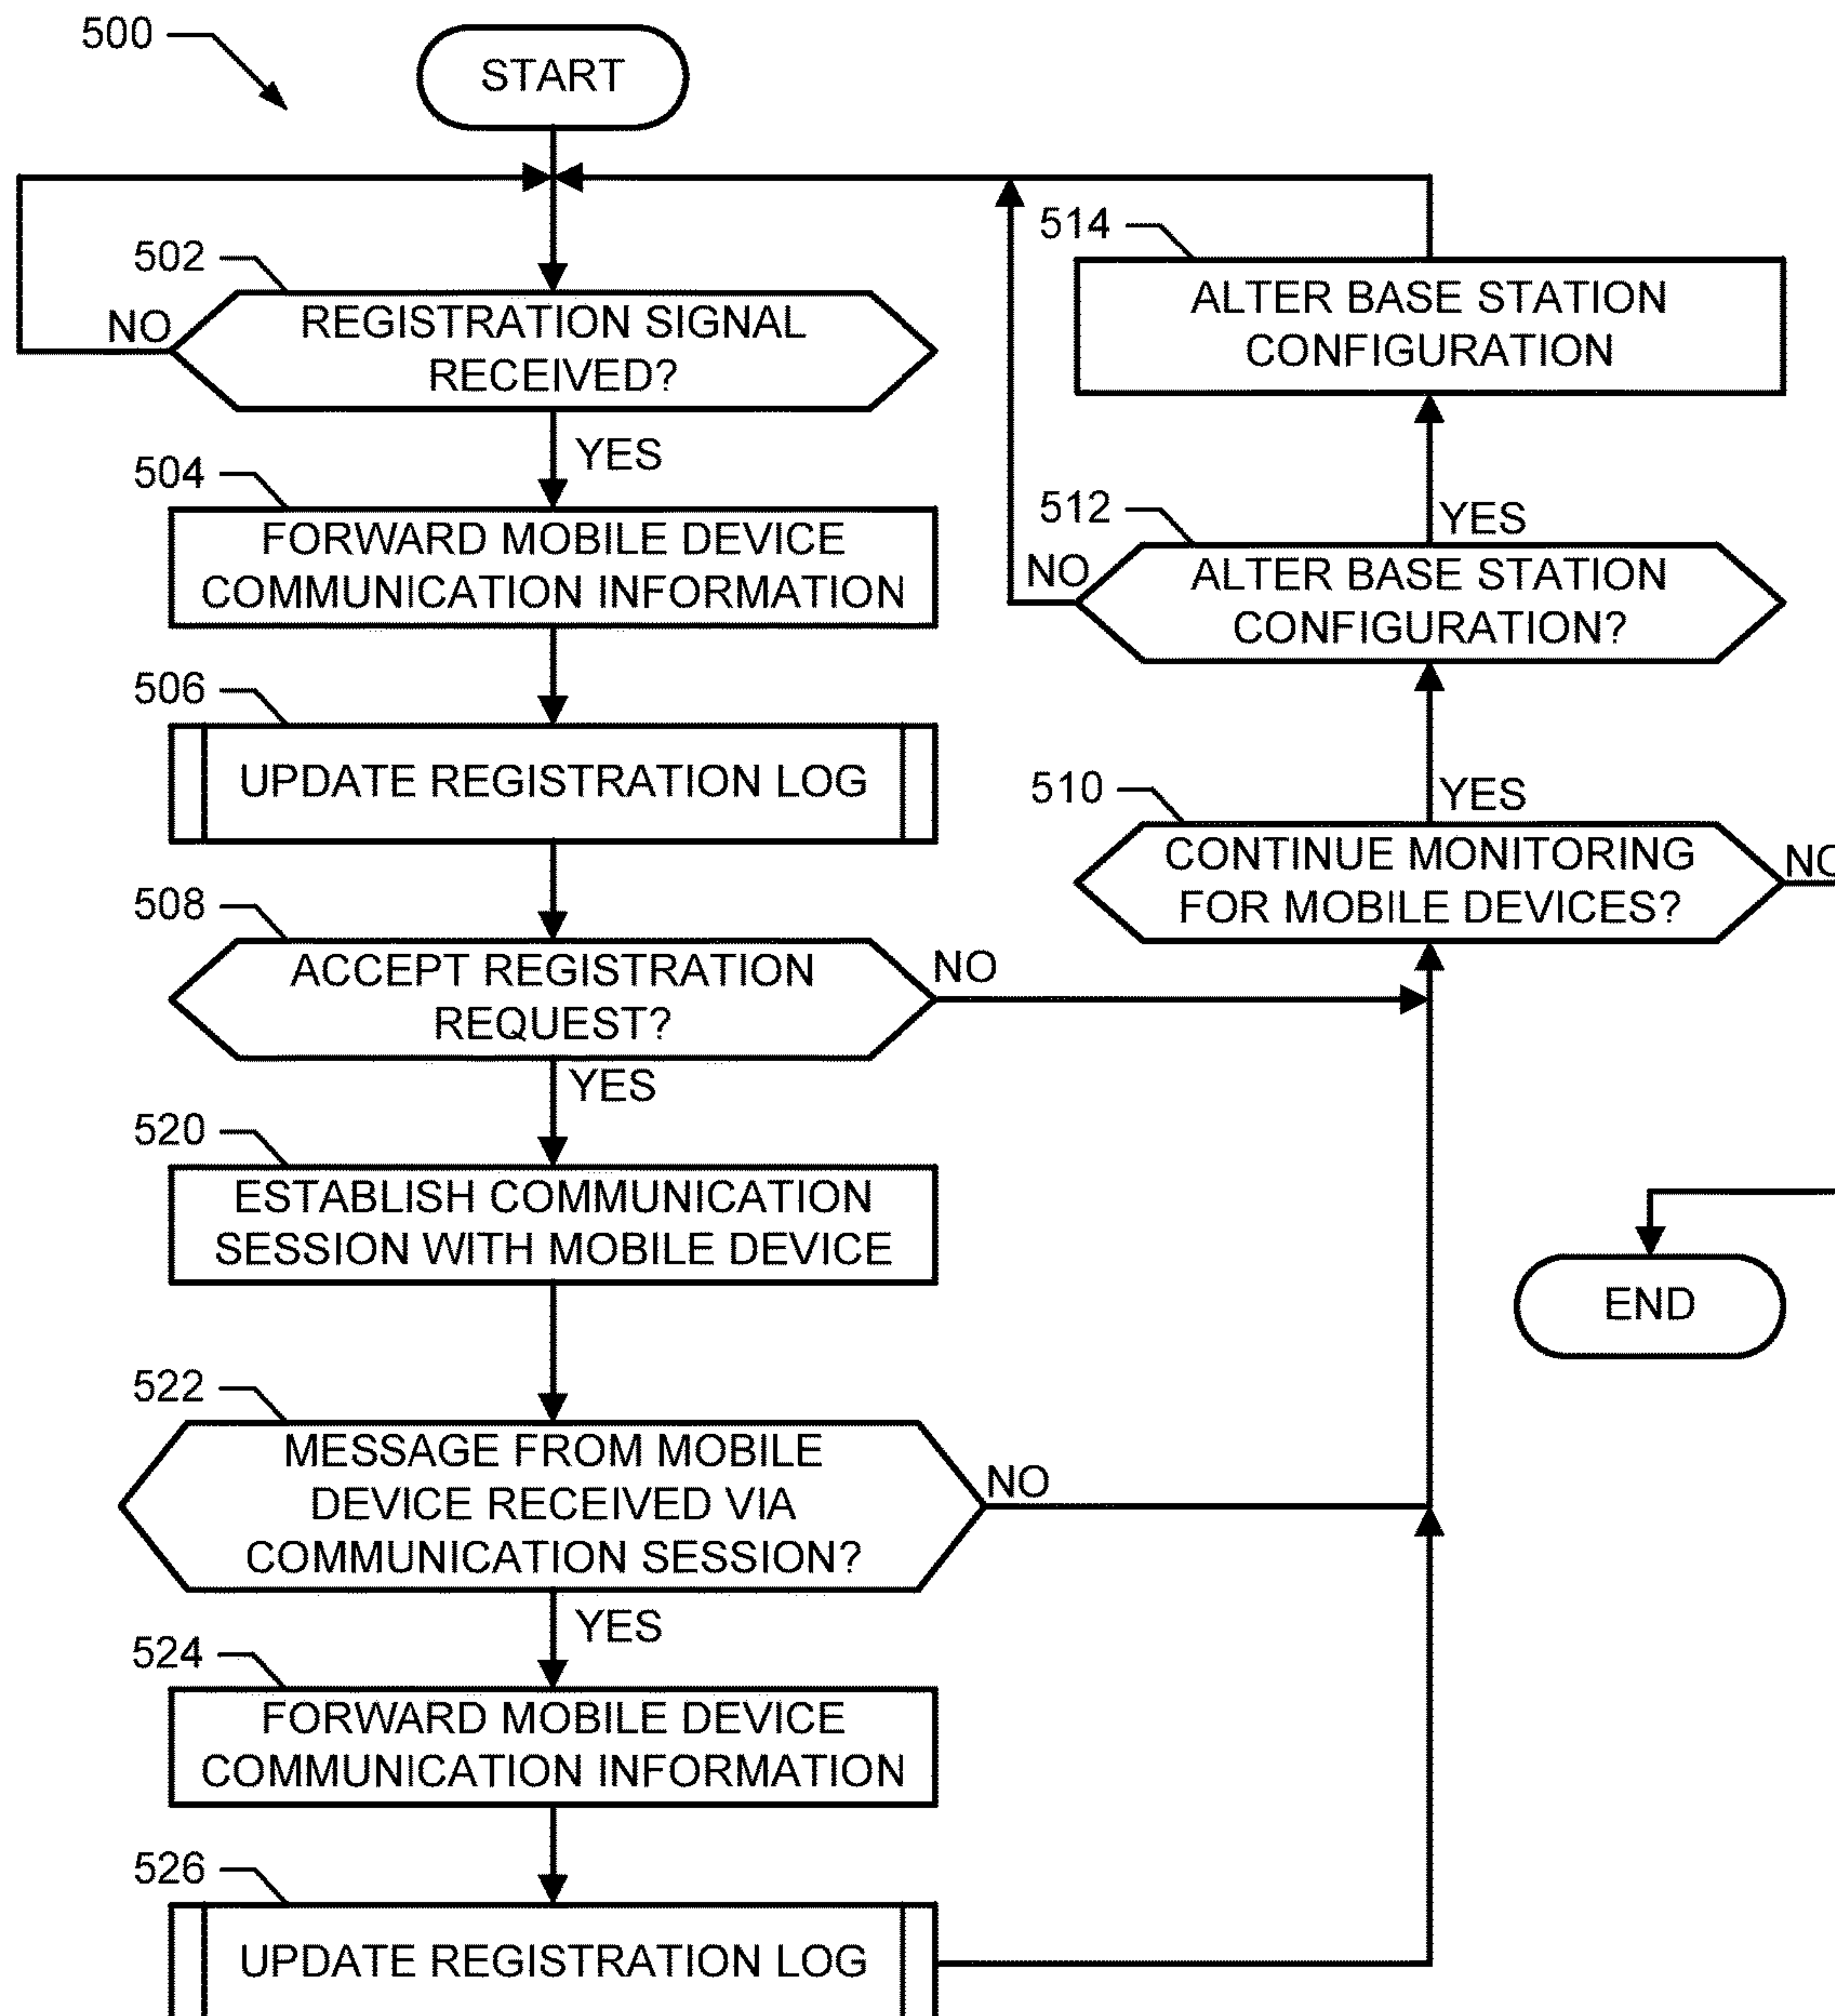 500
START
502
NO
REGISTRATION SIGNAL
RECEIVED?
YES
504
FORWARD MOBILE DEVICE
COMMUNICATION INFORMATION
506
UPDATE REGISTRATION LOG
508
ACCEPT REGISTRATION
REQUEST?
NO
YES
520
ESTABLISH COMMUNICATION
SESSION WITH MOBILE DEVICE
522
MESSAGE FROM MOBILE
DEVICE RECEIVED VIA
COMMUNICATION SESSION?
NO
YES
524
FORWARD MOBILE DEVICE
COMMUNICATION INFORMATION
526
UPDATE REGISTRATION LOG
514
ALTER BASE STATION
CONFIGURATION
512
YES
NO
ALTER BASE STATION
CONFIGURATION?
510
YES
CONTINUE MONITORING
FOR MOBILE DEVICES?
NO
END